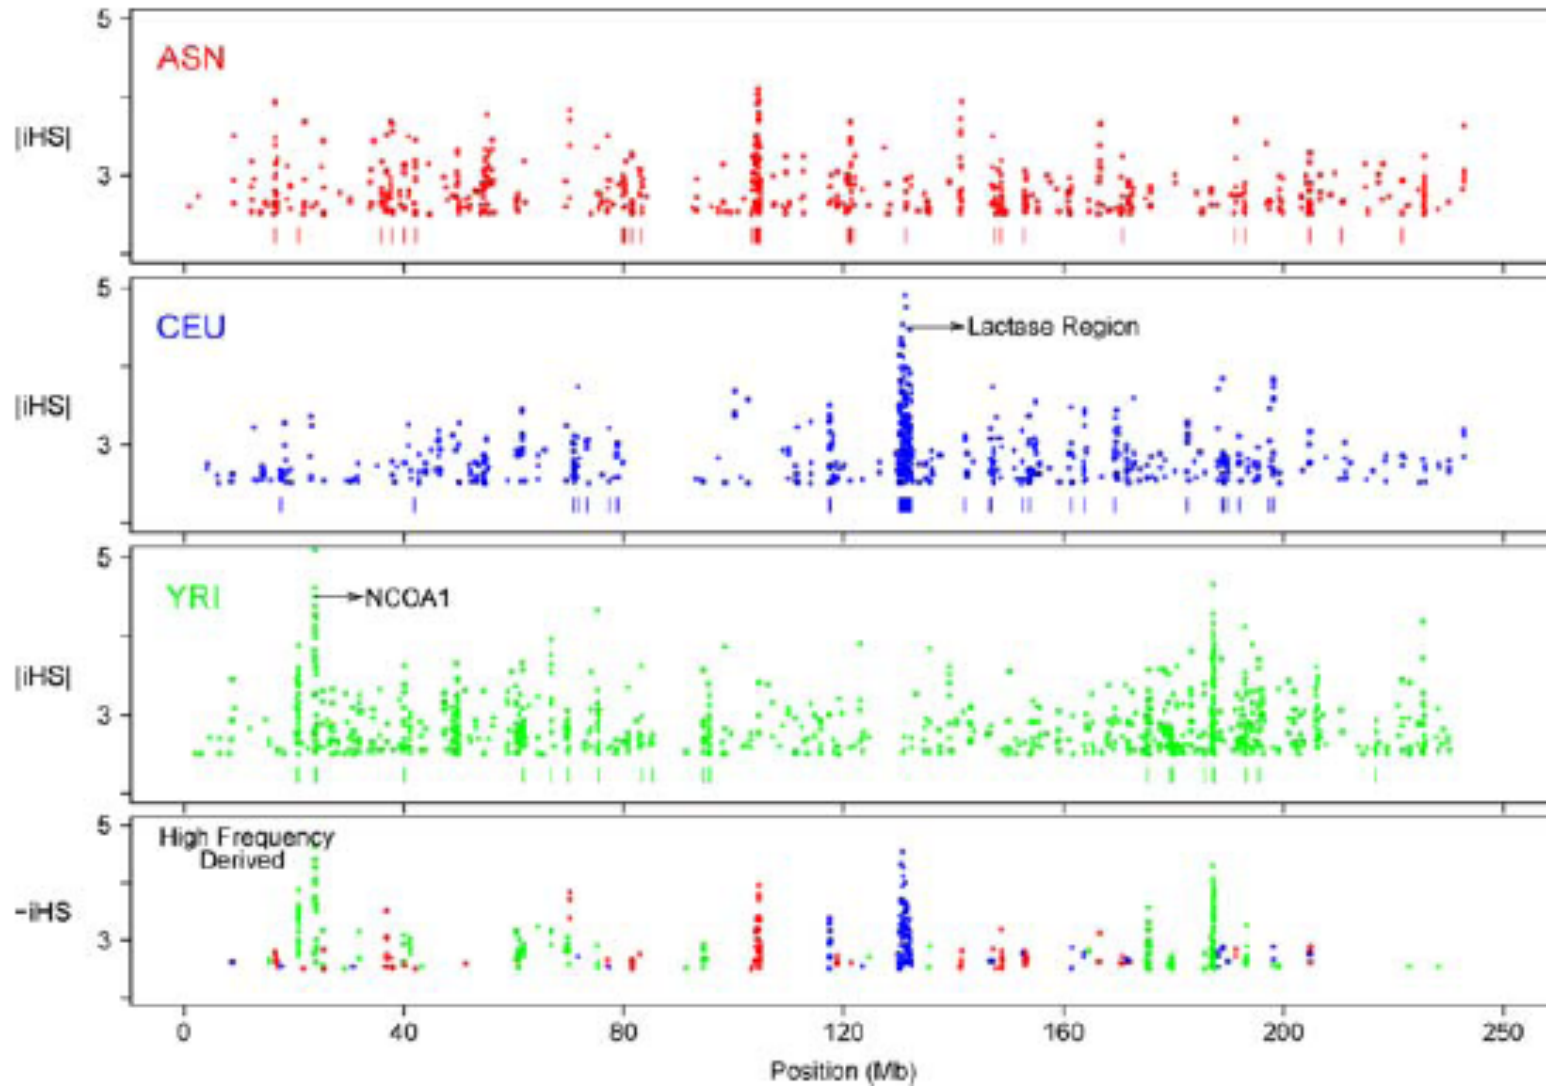 5
ASN
|iHS|
3
5
CEU
Lactase Region
|iHS|
3
5
YRI
NCOA1
|iHS|
3
5
High Frequency
Derived
-iHS
3
0 40 80 120 160 200 250
Position (Mb)